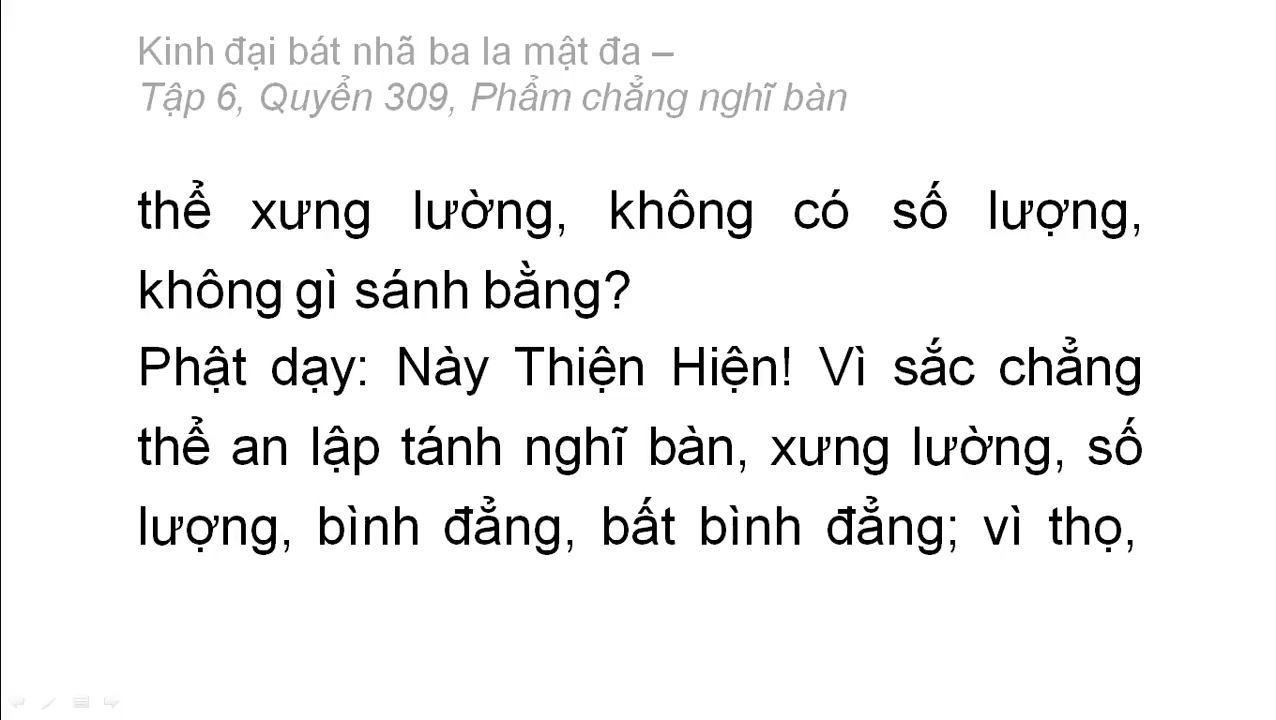 Kinh đại bát nhã ba la mật đa –
Tập 6, Quyển 309, Phẩm chẳng nghĩ bàn
thể xưng lường, không có số lượng,
không gì sánh bằng?
Phật dạy: Này Thiện Hiện! Vì sắc chẳng
thể an lập tánh nghĩ bàn, xưng lường, số
lượng, bình đẳng, bất bình đẳng; vì thọ,